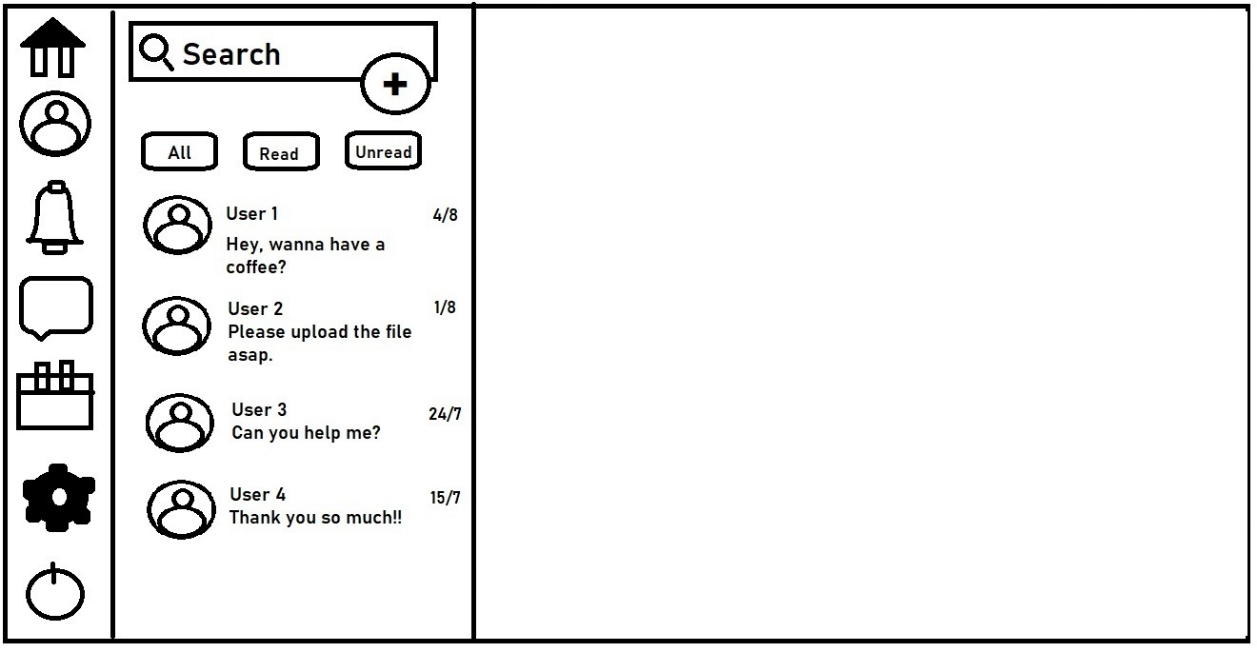 Search
+
All Read Unread
User 1 4/8
Hey, wanna have a
coffee?
User 2 1/8
Please upload the file
asap.
User 3 24/7
Can you help me?
User 4 15/7
Thank you so much!!